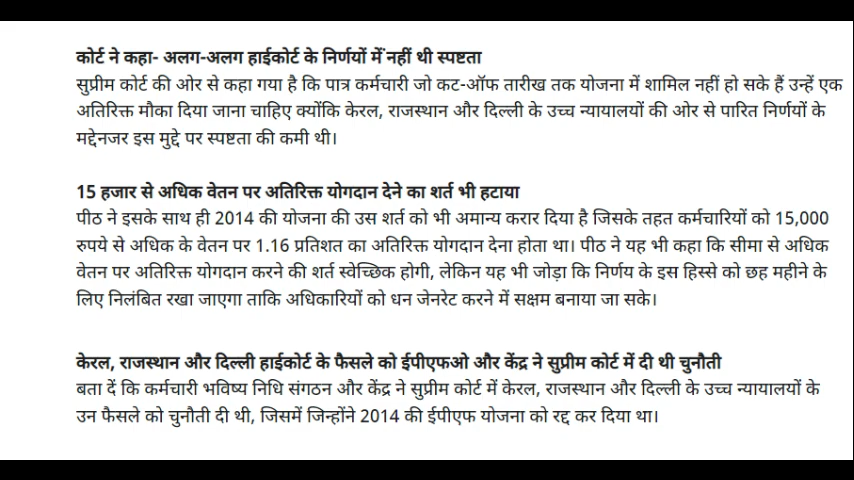 कोर्ट ने कहा- अलग-अलग हाईकोर्ट के निर्णयों में नहीं थी स्पष्टता
सुप्रीम कोर्ट की ओर से कहा गया है कि पात्र कर्मचारी जो कट-ऑफ तारीख तक योजना में शामिल नहीं हो सके हैं उन्हें एक
अतिरिक्त मौका दिया जाना चाहिए क्योंकि केरल, राजस्थान और दिल्ली के उच्च न्यायालयों की ओर से पारित निर्णयों के
मद्देनजर इस मुद्दे पर स्पष्टता की कमी थी।
15 हजार से अधिक वेतन पर अतिरिक्त योगदान देने का शर्त भी हटाया
पीठ ने इसके साथ ही 2014 की योजना की उस शर्त को भी अमान्य करार दिया है जिसके तहत कर्मचारियों को 15,000
रुपये से अधिक के वेतन पर 1.16 प्रतिशत का अतिरिक्त योगदान देना होता था। पीठ ने यह भी कहा कि सीमा से अधिक
वेतन पर अतिरिक्त योगदान करने की शर्त स्वेच्छिक होगी, लेकिन यह भी जोड़ा कि निर्णय के इस हिस्से को छह महीने के
लिए निलंबित रखा जाएगा ताकि अधिकारियों को धन जेनरेट करने में सक्षम बनाया जा सके।
केरल, राजस्थान और दिल्ली हाईकोर्ट के फैसले को ईपीएफओ और केंद्र ने सुप्रीम कोर्ट में दी थी चुनौती
बता दें कि कर्मचारी भविष्य निधि संगठन और केंद्र ने सुप्रीम कोर्ट में केरल, राजस्थान और दिल्ली के उच्च न्यायालयों के
उन फैसले को चुनौती दी थी, जिसमें जिन्होंने 2014 की ईपीएफ योजना को रद्द कर दिया था।